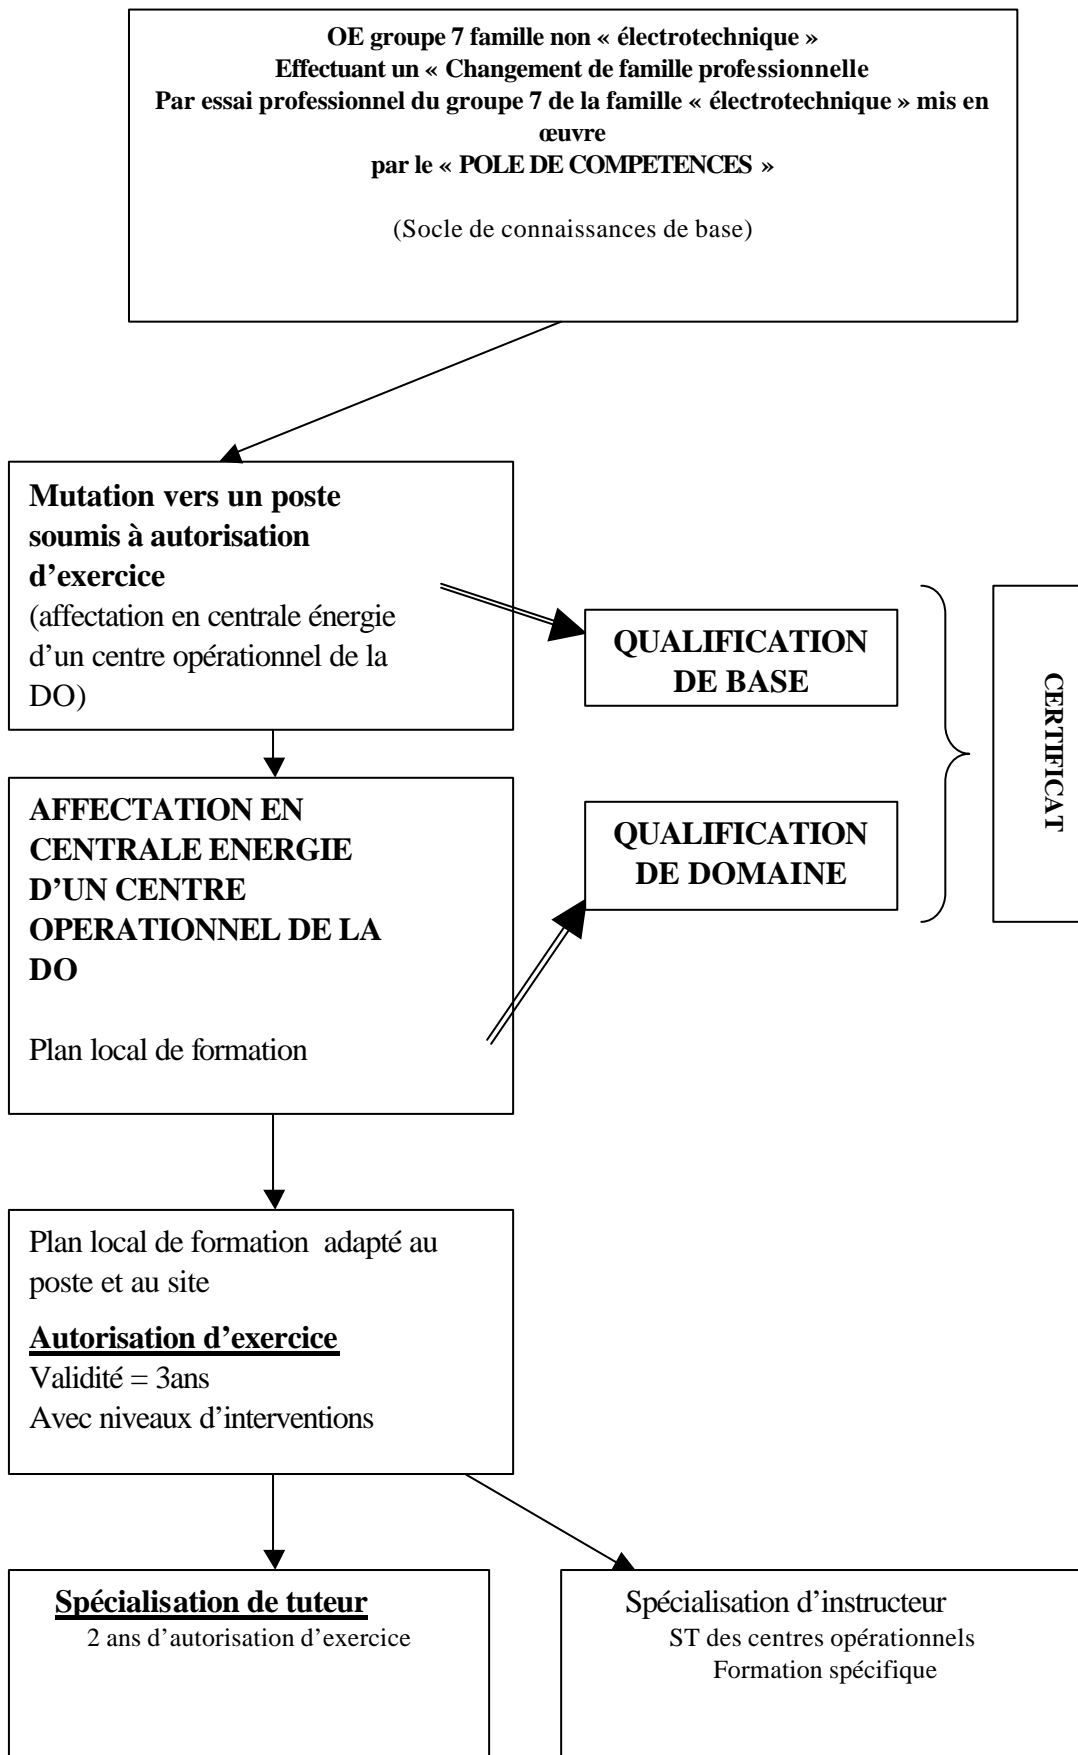 OE groupe 7 famille non « électrotechnique »
Effectuant un « Changement de famille professionnelle
Par essai professionnel du groupe 7 de la famille « électrotechnique » mis en
œuvre
par le « POLE DE COMPETENCES »
(Socle de connaissances de base)
Mutation vers un poste
soumis à autorisation
d’exercice
(affectation en centrale énergie
d’un centre opérationnel de la
DO)
QUALIFICATION
DE BASE
CERTIFICAT
AFFECTATION EN
CENTRALE ENERGIE
D’UN CENTRE
OPERATIONNEL DE LA
DO
Plan local de formation
QUALIFICATION
DE DOMAINE
Plan local de formation adapté au
poste et au site
Autorisation d’exercice
Validité = 3ans
Avec niveaux d’interventions
Spécialisation de tuteur
2 ans d’autorisation d’exercice
Spécialisation d’instructeur
ST des centres opérationnels
Formation spécifique